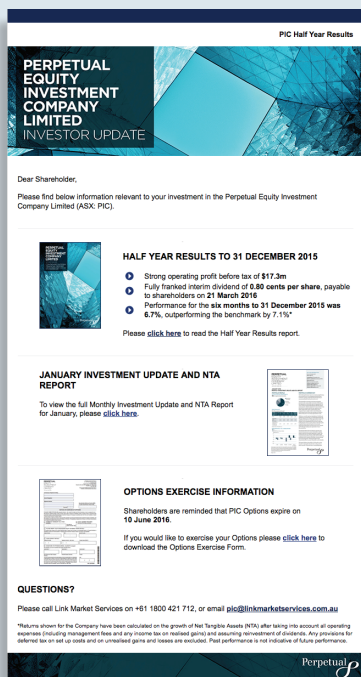 PIC Half Year Results
PERPETUAL
EQUITY
INVESTMENT
COMPANY
LIMITED
INVESTOR UPDATE
Dear Shareholder,
Please find below information relevant to your investment in the Perpetual Equity Investment
Company Limited (ASX: PIC).
PERPETUAL
EQUITY
INVESTMENT
COMPANY
LIMITED
HALF YEAR RESULTS TO 31 DECEMBER 2015
Strong operating profit before tax of $17.3m
Fully franked interim dividend of 0.80 cents per share, payable
to shareholders on 21 March 2016
Performance for the six months to 31 December 2015 was
6.7%, outperforming the benchmark by 7.1%*
Please click here to read the Half Year Results report.
JANUARY INVESTMENT UPDATE AND NTA
REPORT
To view the full Monthly Investment Update and NTA Report
for January, please click here.
OPTIONS EXERCISE INFORMATION
Shareholders are reminded that PIC Options expire on
10 June 2016.
If you would like to exercise your Options please click here to
download the Options Exercise Form.
QUESTIONS?
Please call Link Market Services on +61 1800 421 712, or email pic@linkmarketservices.com.au
*Returns shown for the Company have been calculated on the growth of Net Tangible Assets (NTA) after taking into account all operating
expenses (including management fees and any income tax on realised gains) and assuming reinvestment of dividends. Any provisions for
deferred tax on set up costs and on unrealised gains and losses are excluded. Past performance is not indicative of future performance.
Perpetual